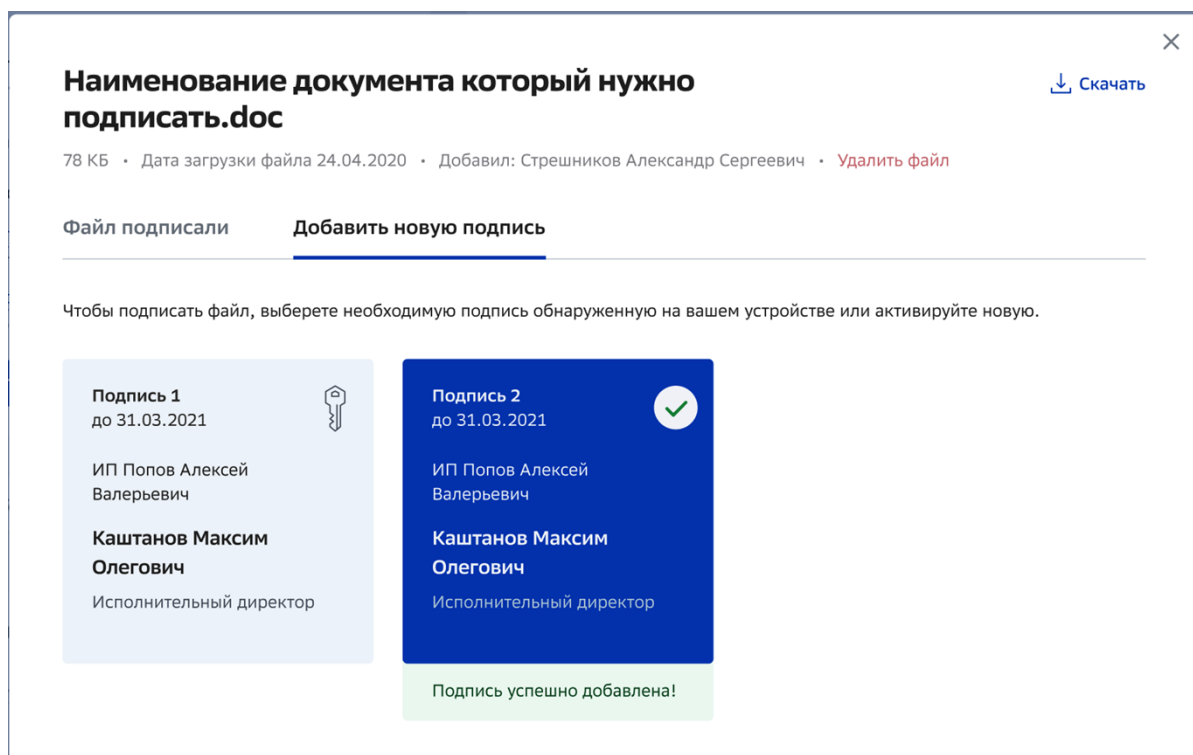 Наименование документа который нужно
подписать.doc
Скачать
78 КБ • Дата загрузки файла 24.04.2020 • Добавил: Стрешников Александр Сергеевич • Удалить файл
Файл подписали
Добавить новую подпись
Чтобы подписать файл, выберете необходимую подпись обнаруженную на вашем устройстве или активируйте новую.
Подпись 1
до 31.03.2021
ИП Попов Алексей
Валерьевич
Каштанов Максим
Олегович
Исполнительный директор
Подпись 2
до 31.03.2021
ИП Попов Алексей
Валерьевич
Каштанов Максим
Олегович
Исполнительный директор
Подпись успешно добавлена!